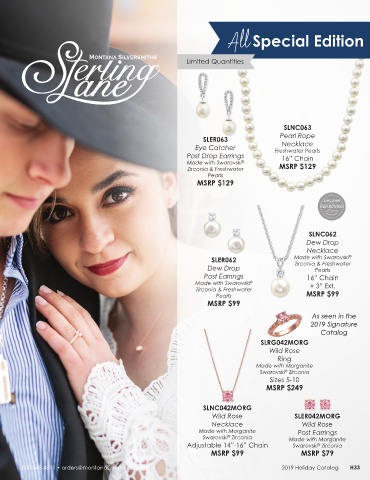 All Special Edition
MONTANA SILVERSMITHS
Sterling
Lane
Limited Quantities
SLER063
Eye Catcher
Post Drop Earrings
Made with Swarovski®
Zirconia & Freshwater
Pearls
MSRP $129
SLNC063
Pearl Rope
Necklace
Freshwater Pearls
16" Chain
MSRP $129
SLER062
Dew Drop
Post Earrings
Made with Swarovski®
Zirconia & Freshwater
Pearls
MSRP $99
SLNC062
Dew Drop
Necklace
Made with Swarovski®
Zirconia & Freshwater
Pearls
16" Chain
+ 3" Ext.
MSRP $99
As seen in the
2019 Signature
Catalog
SLRG042MORG
Wild Rose
Ring
Made with Morganite
Swarovski® Zirconia
Sizes 5-10
MSRP $249
SLNC042MORG
Wild Rose
Necklace
Made with Morganite
Swarovski® Zirconia
Adjustable 14"-16" Chain
MSRP $99
SLER042MORG
Wild Rose
Post Earrings
Made with Morganite
Swarovski® Zirconia
MSRP $79
2019 Holiday Catalog H33